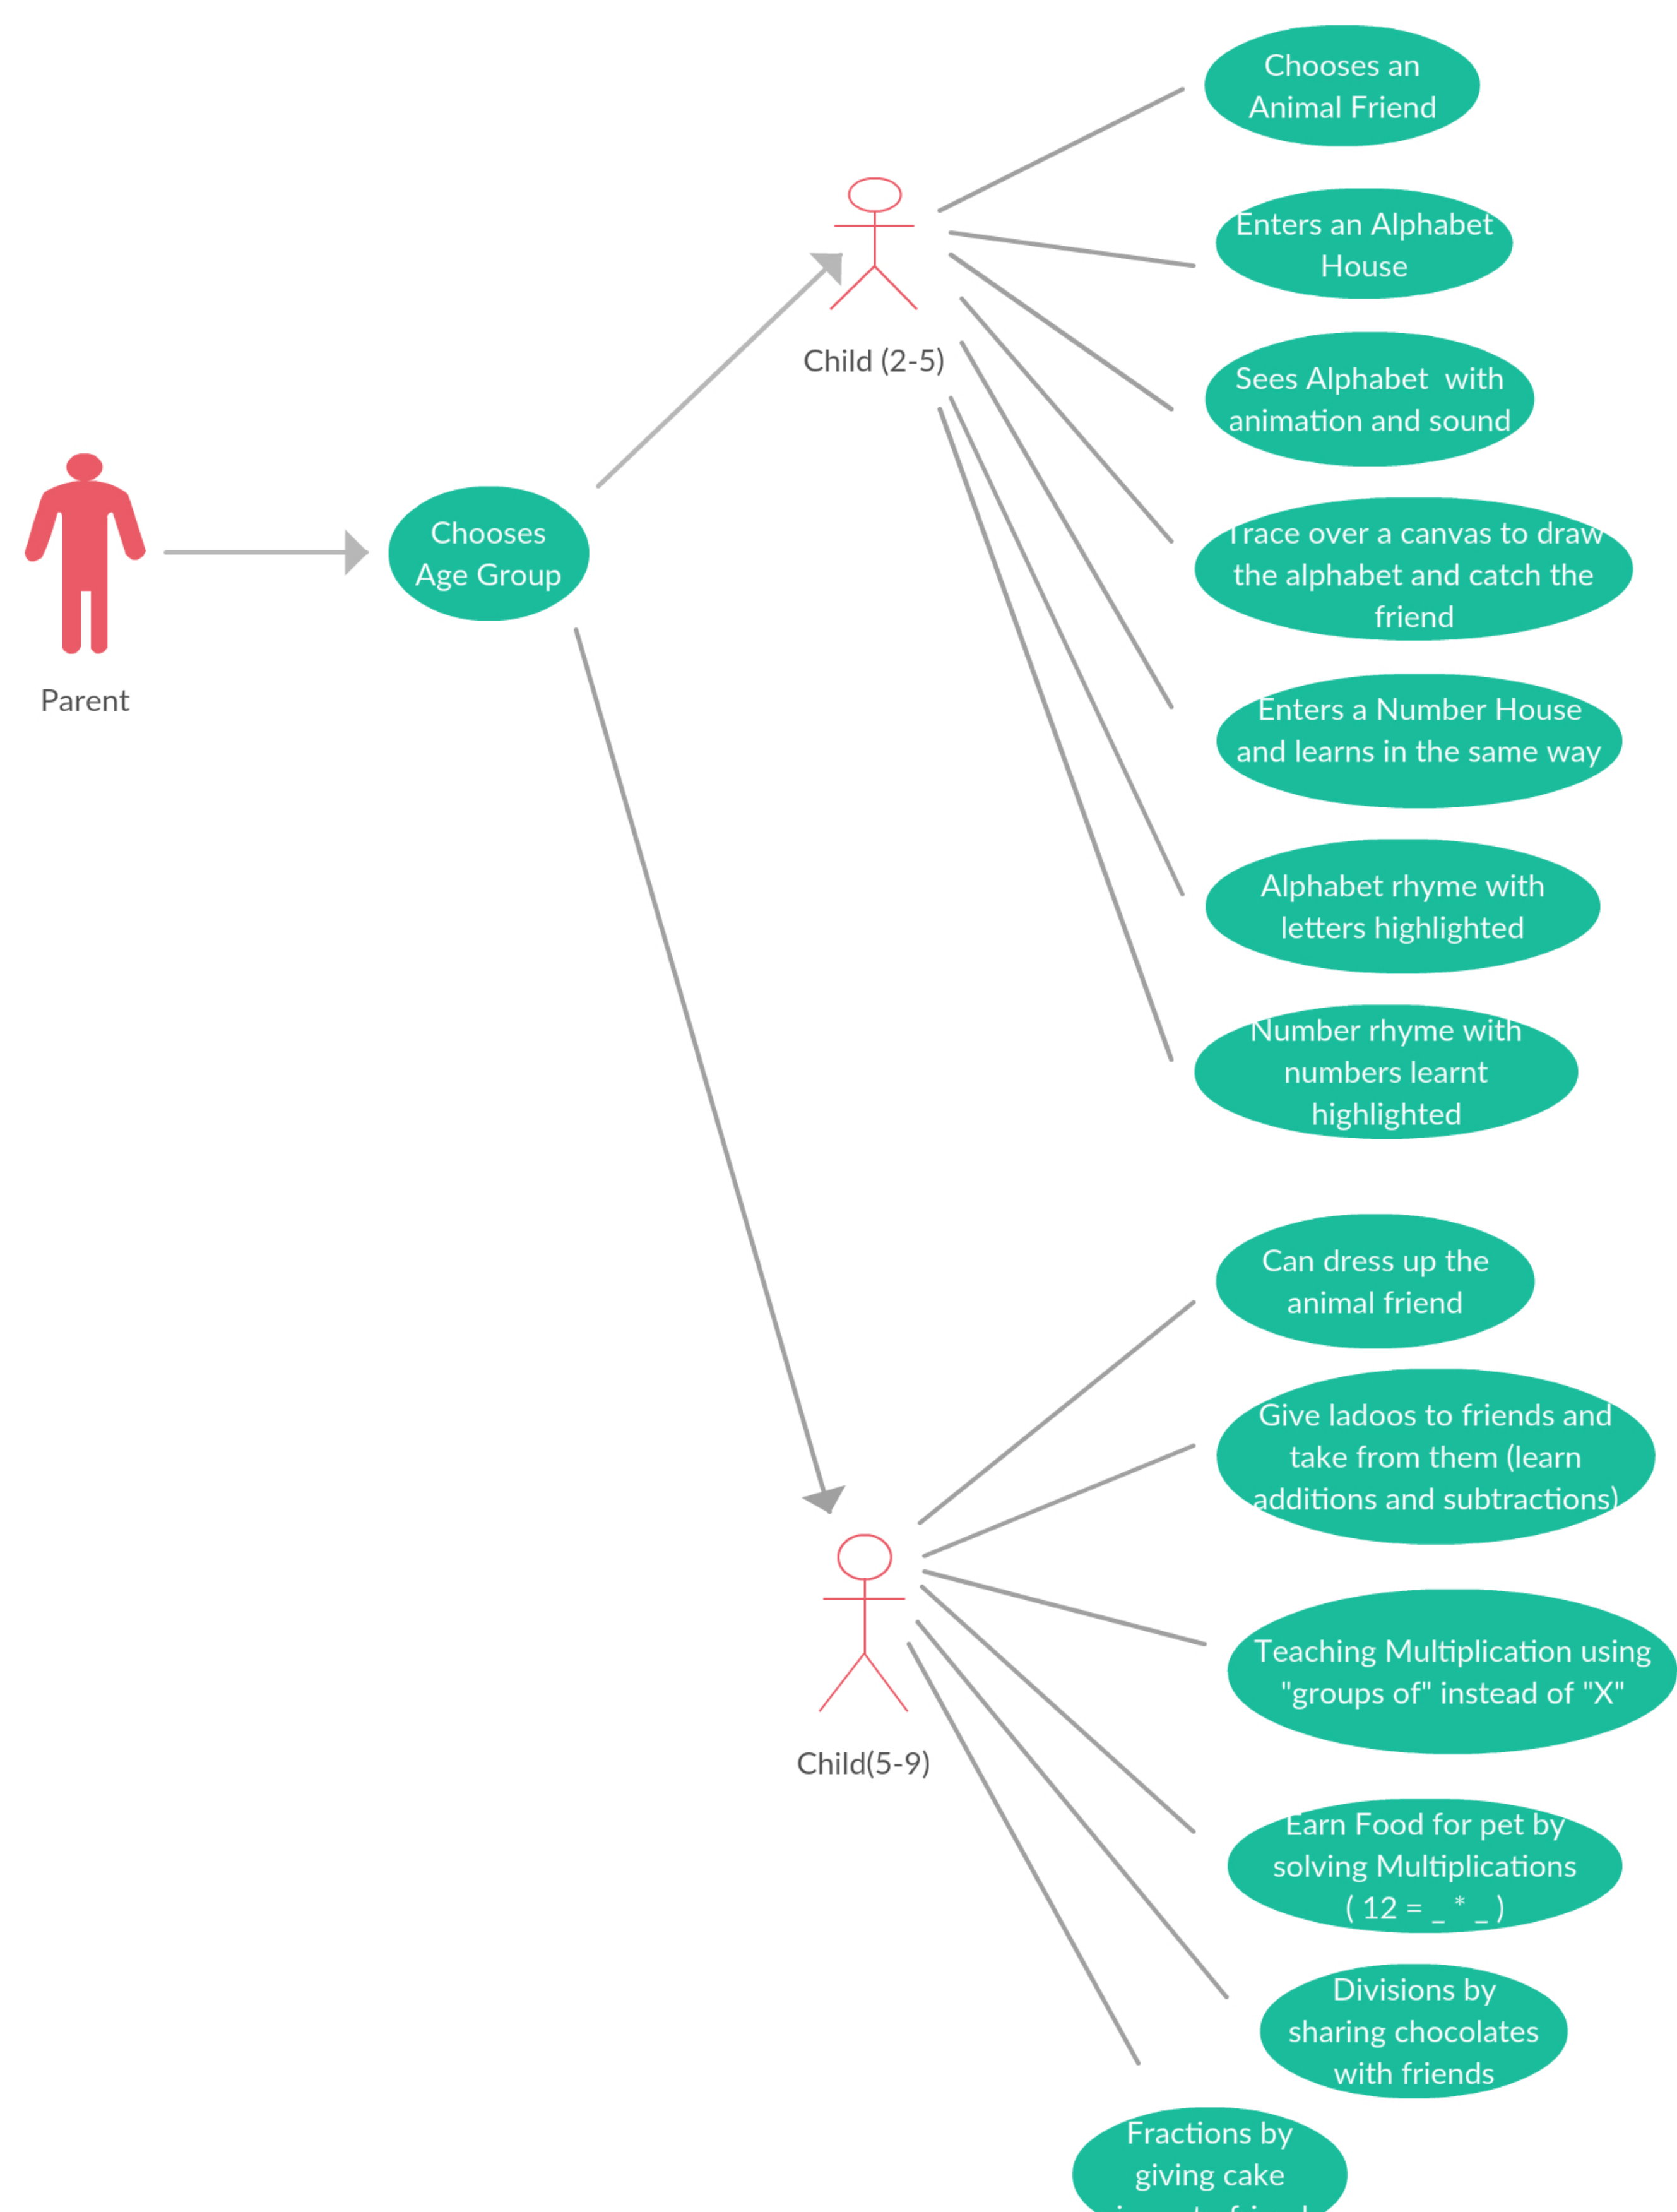 Chooses an
Animal Friend
Enters an Alphabet
House
Child (2-5)
Sees Alphabet with
animation and sound
Chooses
Age Group
Trace over a canvas to draw
the alphabet and catch the
friend
Parent
Enters a Number House
and learns in the same way
Alphabet rhyme with
letters highlighted
Number rhyme with
numbers learnt
highlighted
Can dress up the
animal friend
Give ladoos to friends and
take from them (learn
additions and subtractions)
Teaching Multiplication using
"groups of" instead of "X"
Child(5-9)
Earn Food for pet by
solving Multiplications
( 12 = _ * _ )
Divisions by
sharing chocolates
with friends
Fractions by
giving cake